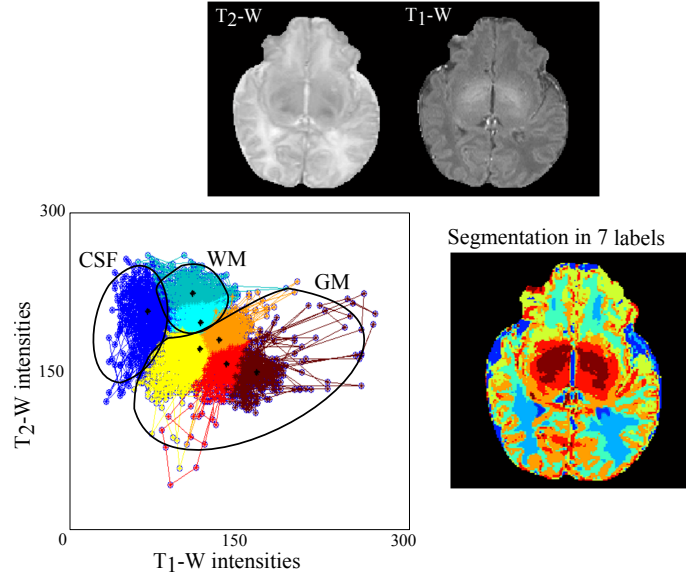 T2-W
T1-W
300
CSF
WM
GM
150
T2-W intensities
0
150
300
T1-W intensities
Segmentation in 7 labels